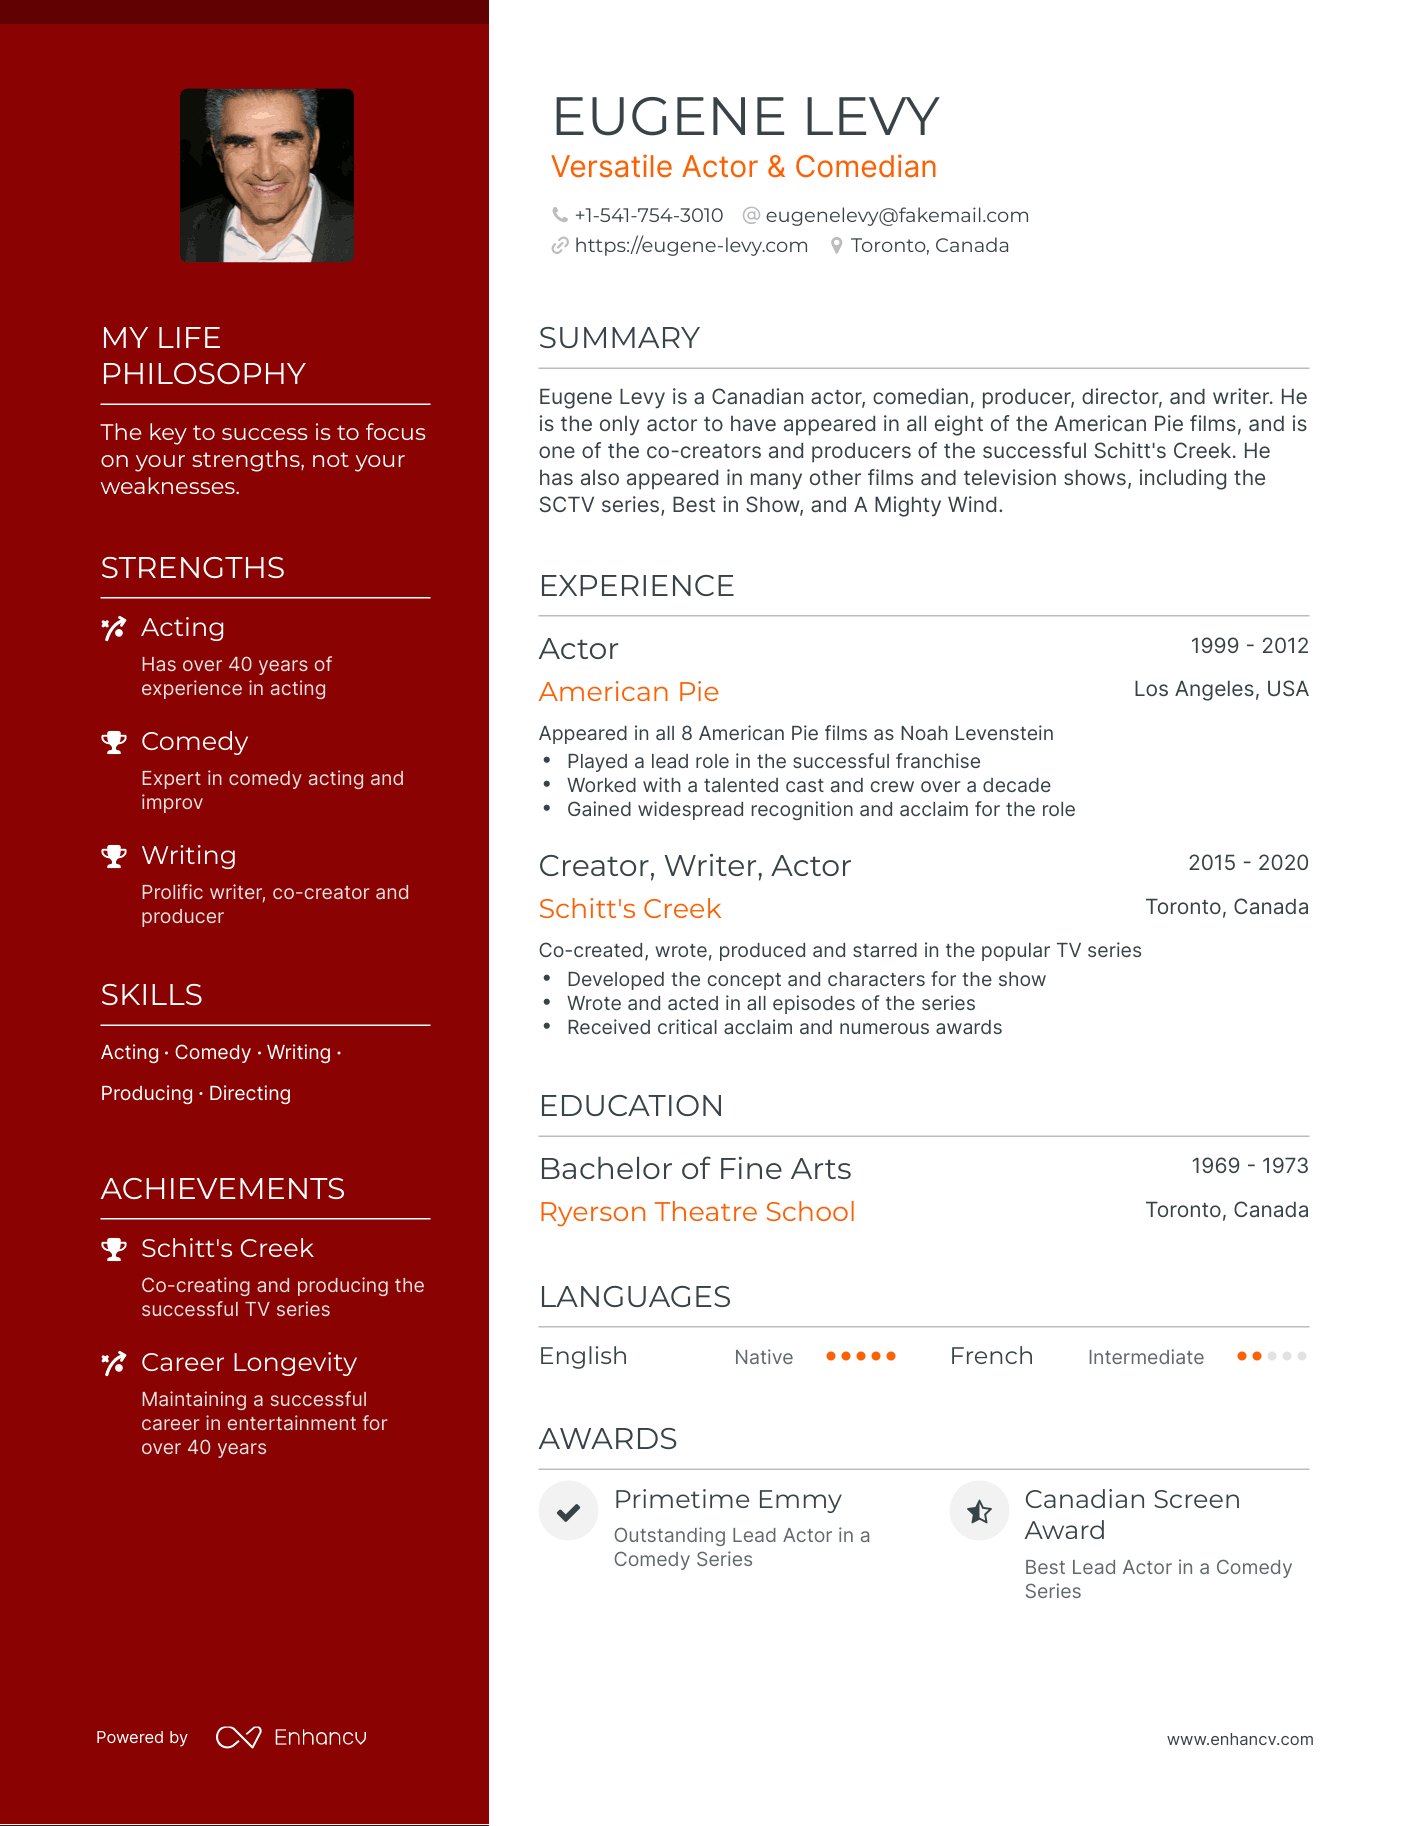 EUGENE LEVY
Versatile Actor & Comedian
+1-541-754-3010 eugenelevy@fakemail.com
https://eugene-levy.com Toronto, Canada
MY LIFE
PHILOSOPHY
The key to success is to focus
on your strengths, not your
weaknesses.
STRENGTHS
Acting
Has over 40 years of
experience in acting
Comedy
Expert in comedy acting and
improv
Writing
Prolific writer, co-creator and
producer
SKILLS
Acting · Comedy · Writing ·
Producing · Directing
ACHIEVEMENTS
Schitt's Creek
Co-creating and producing the
successful TV series
Career Longevity
Maintaining a successful
career in entertainment for
over 40 years
SUMMARY
Eugene Levy is a Canadian actor, comedian, producer, director, and writer. He
is the only actor to have appeared in all eight of the American Pie films, and is
one of the co-creators and producers of the successful Schitt's Creek. He
has also appeared in many other films and television shows, including the
SCTV series, Best in Show, and A Mighty Wind.
EXPERIENCE
Actor 1999 - 2012
American Pie Los Angeles, USA
Appeared in all 8 American Pie films as Noah Levenstein
• Played a lead role in the successful franchise
• Worked with a talented cast and crew over a decade
• Gained widespread recognition and acclaim for the role
Creator, Writer, Actor 2015 - 2020
Schitt's Creek Toronto, Canada
Co-created, wrote, produced and starred in the popular TV series
• Developed the concept and characters for the show
• Wrote and acted in all episodes of the series
• Received critical acclaim and numerous awards
EDUCATION
Bachelor of Fine Arts 1969 - 1973
Ryerson Theatre School Toronto, Canada
LANGUAGES
English Native French Intermediate
AWARDS
Primetime Emmy
Outstanding Lead Actor in a
Comedy Series
Canadian Screen
Award
Best Lead Actor in a Comedy
Series
Powered by Enhancv
www.enhancv.com